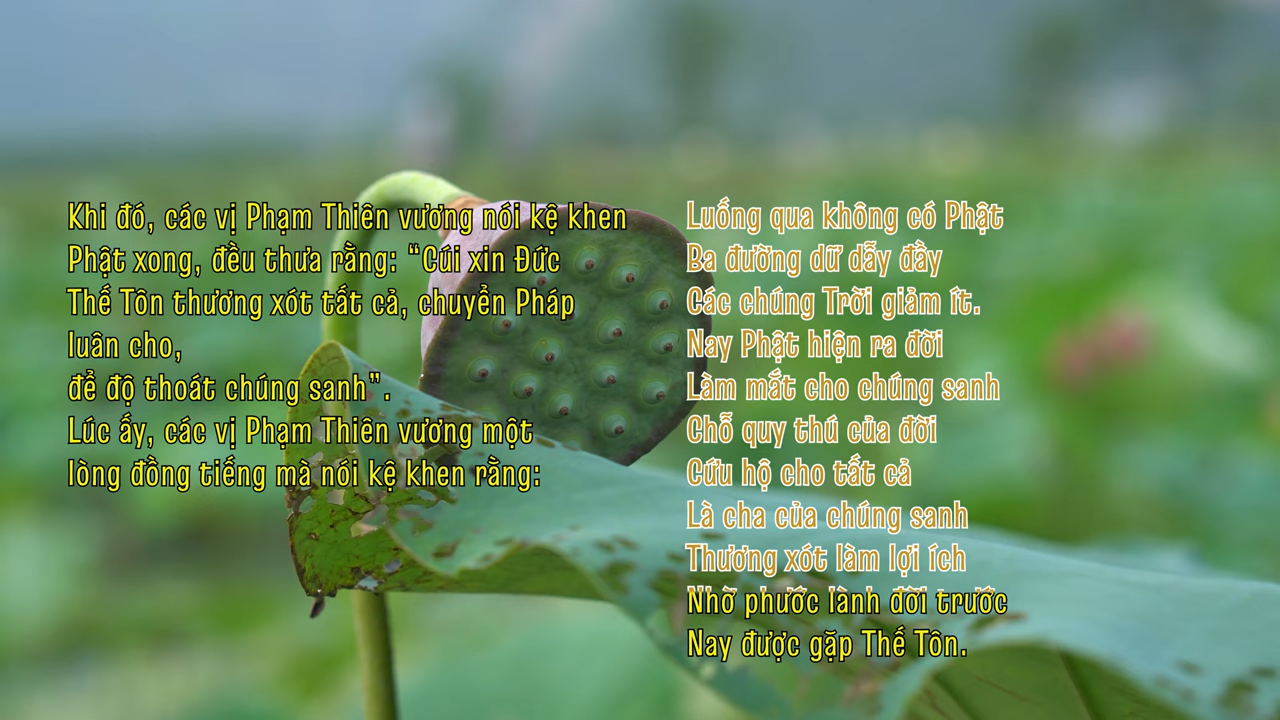 Khi đó, các vị Phạm Thiên vương nói kệ khen
Phật xong, đều thưa rằng: “Cúi xin Đức
Thế Tôn thương xót tất cả, chuyển Pháp
luân cho,
để độ thoát chúng sanh”.
Lúc ấy, các vị Phạm Thiên vương một
lòng đồng tiếng mà nói kệ khen rằng:
Luống qua không có Phật
Ba đường dữ dẫy đầy
Các chúng Trời giảm ít.
Nay Phật hiện ra đời
Làm mắt cho chúng sanh
Chỗ quy thú của đời
Cứu hộ cho tất cả
Là cha của chúng sanh
Thương xót làm lợi ích
Nhờ phước lành đời trước
Nay được gặp Thế Tôn.